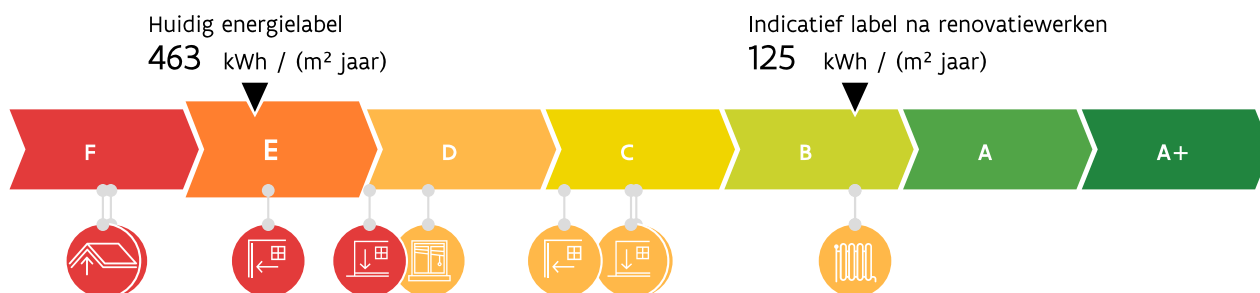 Huidig energielabel
463 kWh / (m² jaar)
Indicatief label na renovatiewerken
125 kWh / (m² jaar)
F E D C B A A+